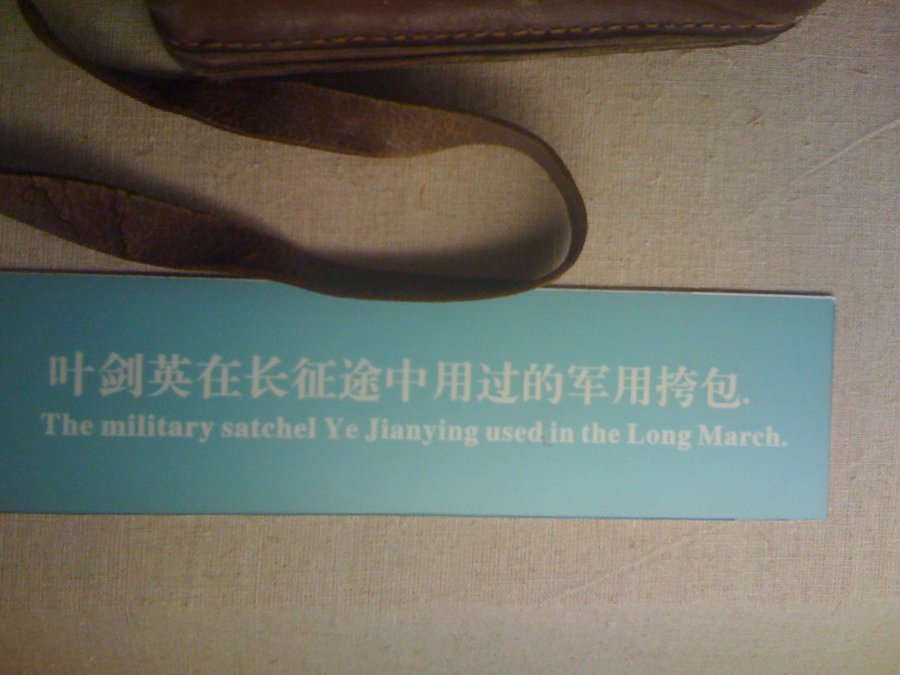 叶剑英在长征途中用过的军用挎包.
The military satchel Ye Jianying used in the Long March.